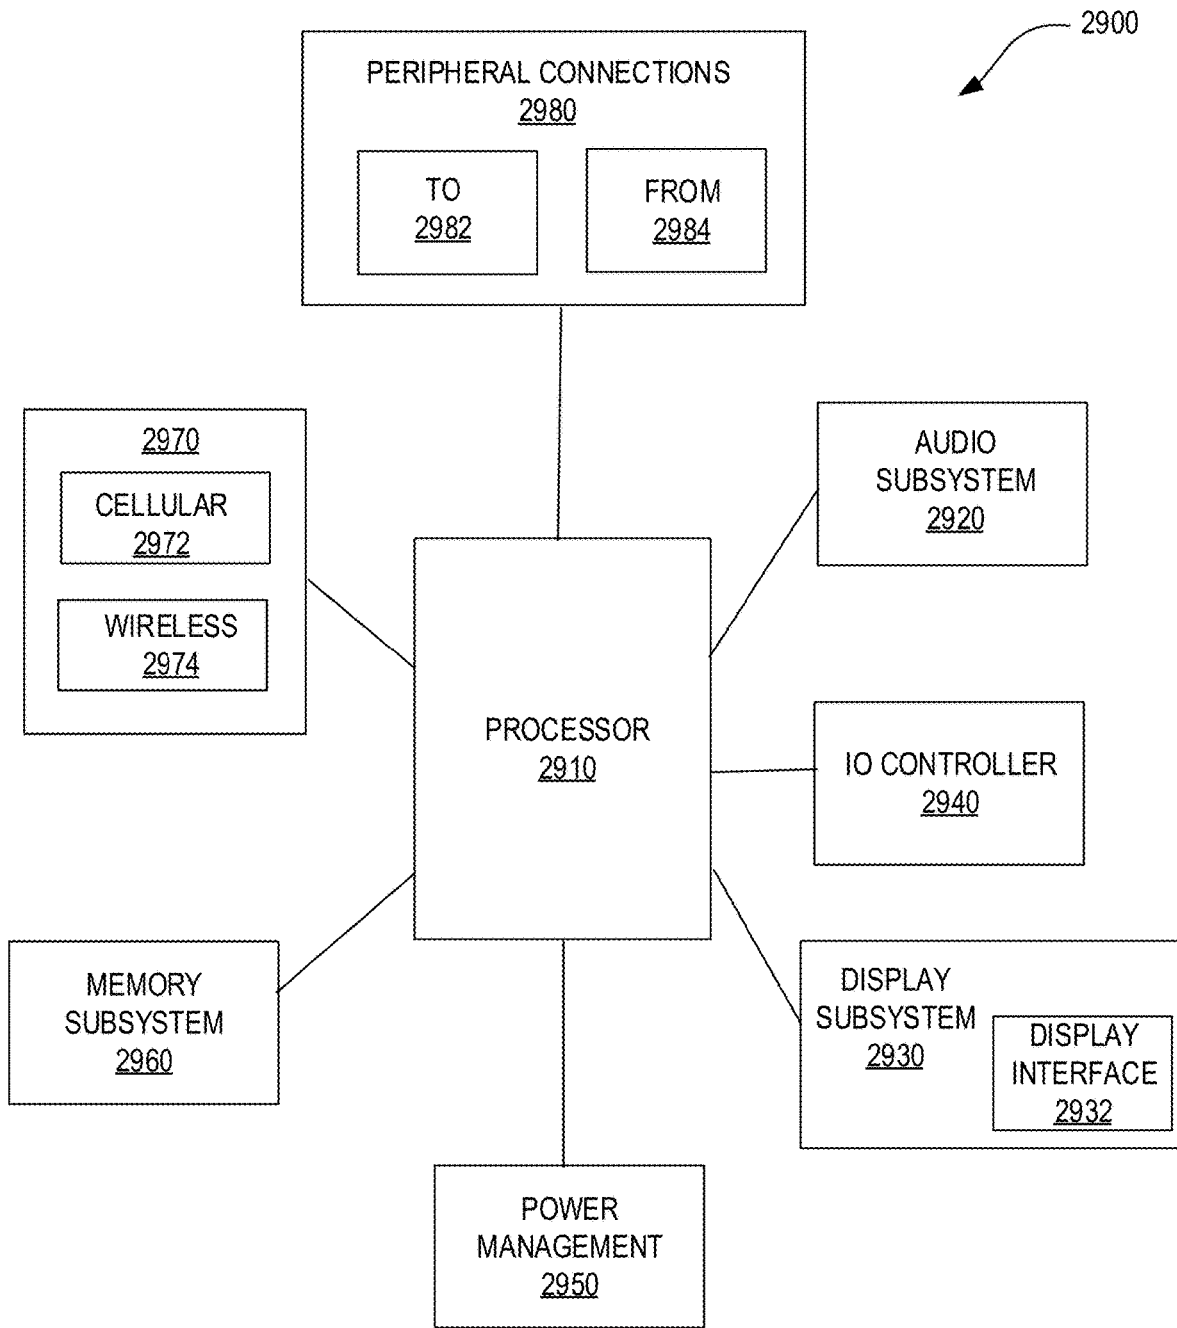 2900
PERIPHERAL CONNECTIONS
2980
TO
2982
FROM
2984
2970
CELLULAR
2972
WIRELESS
2974
AUDIO
SUBSYSTEM
2920
PROCESSOR
2910
IO CONTROLLER
2940
MEMORY
SUBSYSTEM
2960
DISPLAY
SUBSYSTEM
2930
DISPLAY
INTERFACE
2932
POWER
MANAGEMENT
2950